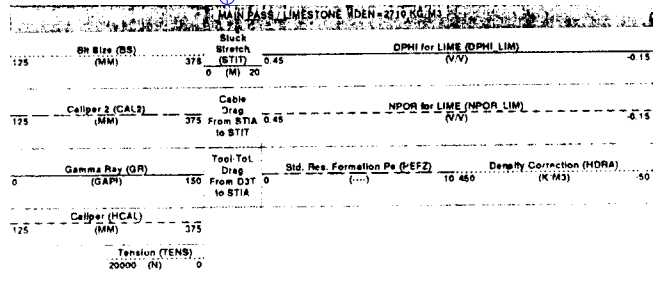 MAIN PASS / LIMESTONE MDEN=2710 KG/M3
Bit Size (BS)
125 (MM) 375
Stuck
Stretch
(STIT)
0 (M) 20
DPHI for LIME (DPHI_LIM)
0.45 (V/V) -0.15
Caliper 2 (CAL2)
125 (MM) 375
Cable
Drag
From STIA
to STIT
NPOR for LIME (NPOR_LIM)
0.45 (V/V) -0.15
Gamma Ray (GR)
0 (GAPI) 150
Tool/Tot.
Drag
From D3T
to STIA
Std. Res. Formation Pe (PEFZ)
0 (----) 10
Density Correction (HDRA)
450 (K/M3) -50
Caliper (HCAL)
125 (MM) 375
Tension (TENS)
20000 (N) 0